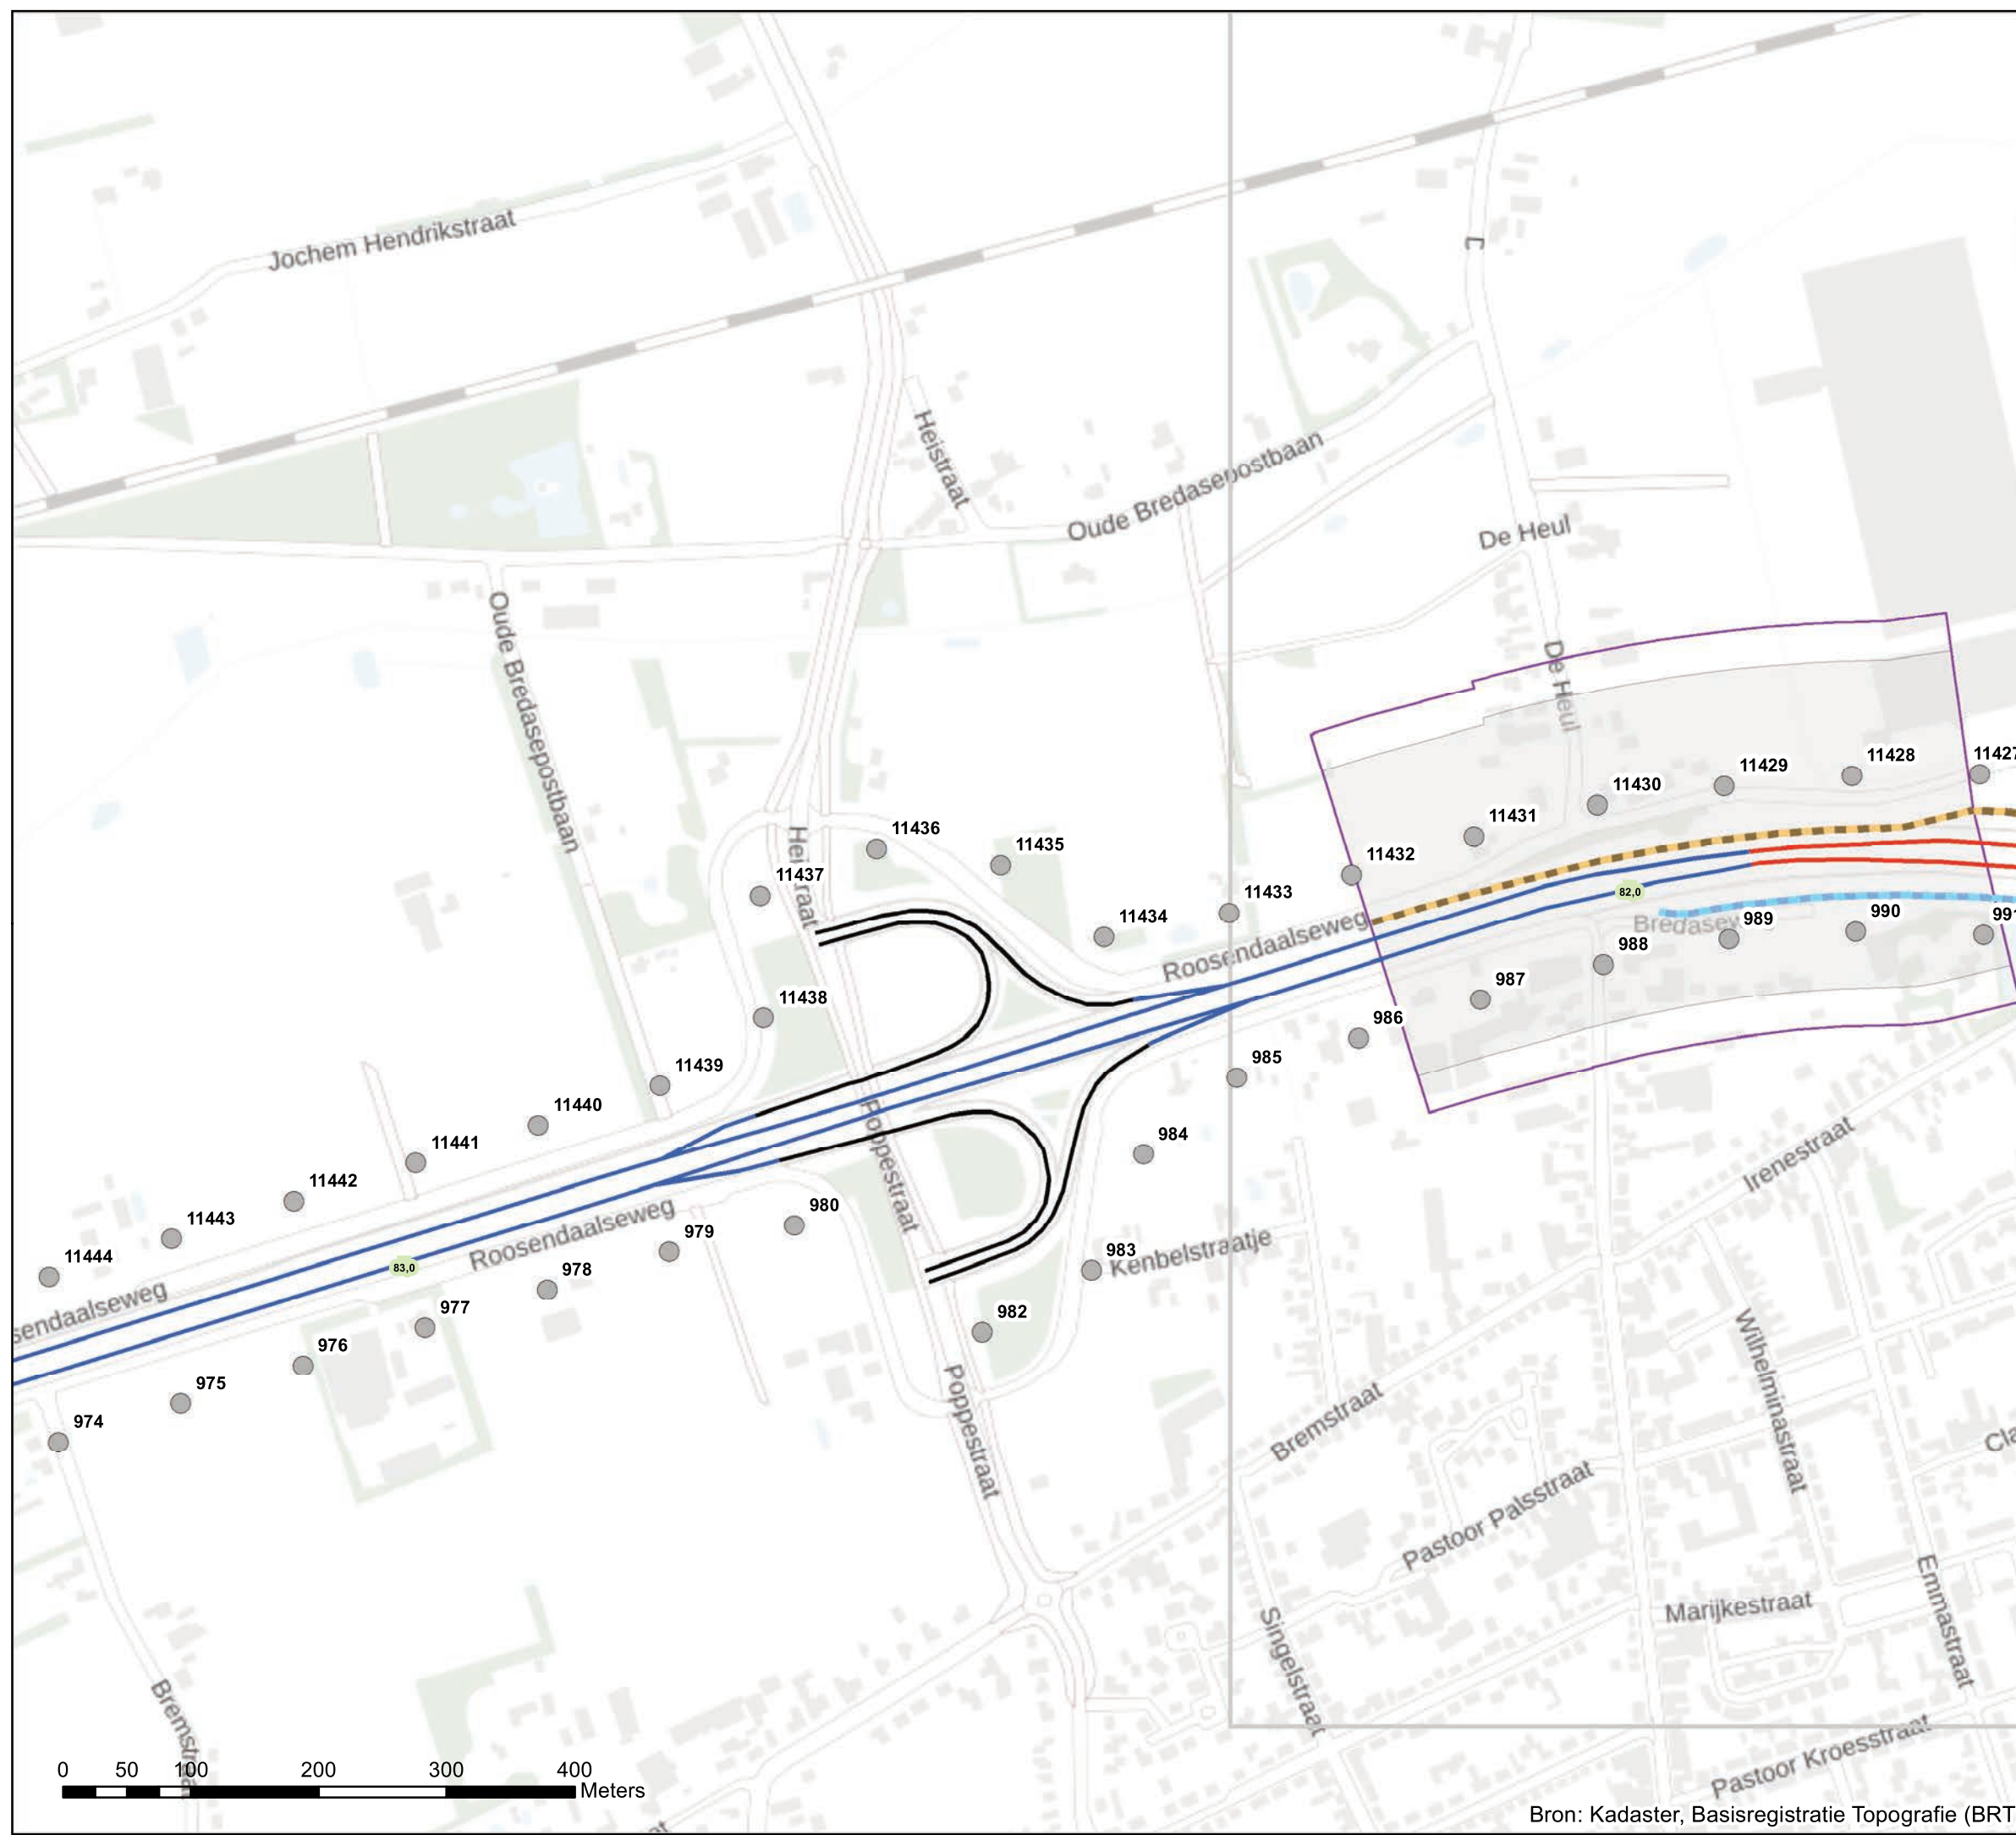 Jochem Hendrikstraat
Heistraat
Oude Bredasepostbaan
De Heul
Oude Bredasepostbaan
De Heul
11427
11428
11429
11430
11431
11432
11433
11434
11435
11436
11437
11438
11439
11440
11441
11442
11443
11444
82,0
83,0
Roosendaalseweg
Roosendaalseweg
sendaalseweg
974
975
976
977
978
979
980
982
983
984
985
986
987
988
989
990
991
Poppestraat
Poppestraat
Kenbelstraatje
Irenestraat
Bremstraat
Wilhelminastraat
Pastoor Palsstraat
Marijkestraat
Emmastraat
Singelstraat
Pastoor Kroesstraat
0 50 100 200 300 400
Meters
Bron: Kadaster, Basisregistratie Topografie (BRT